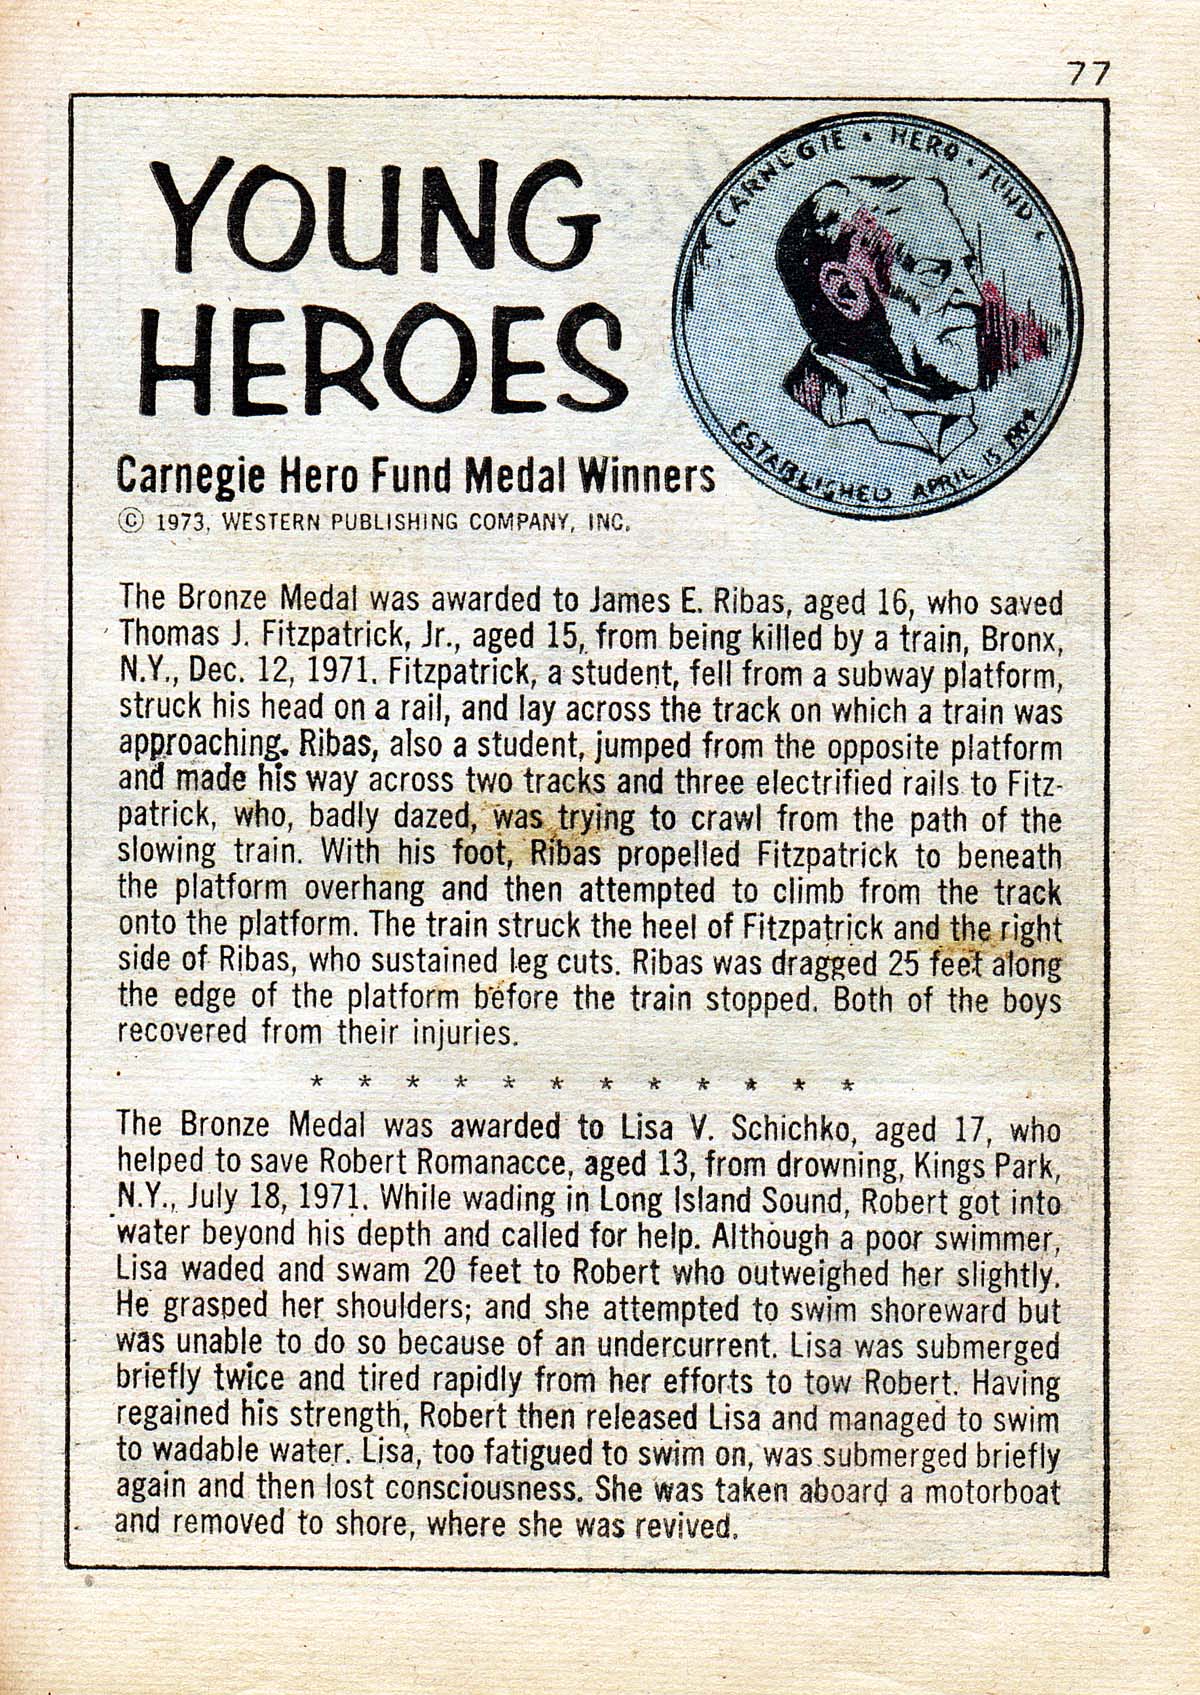 77
CARNEGIE · HERO · FUND
YOUNG
HEROES
ESTABLISHED APRIL 15 1904
Carnegie Hero Fund Medal Winners
© 1973, WESTERN PUBLISHING COMPANY, INC.
The Bronze Medal was awarded to James E. Ribas, aged 16, who saved
Thomas J. Fitzpatrick, Jr., aged 15, from being killed by a train, Bronx,
N.Y., Dec. 12, 1971. Fitzpatrick, a student, fell from a subway platform,
struck his head on a rail, and lay across the track on which a train was
approaching. Ribas, also a student, jumped from the opposite platform
and made his way across two tracks and three electrified rails to Fitz-
patrick, who, badly dazed, was trying to crawl from the path of the
slowing train. With his foot, Ribas propelled Fitzpatrick to beneath
the platform overhang and then attempted to climb from the track
onto the platform. The train struck the heel of Fitzpatrick and the right
side of Ribas, who sustained leg cuts. Ribas was dragged 25 feet along
the edge of the platform before the train stopped. Both of the boys
recovered from their injuries.
* * * * * * * * * * * *
The Bronze Medal was awarded to Lisa V. Schichko, aged 17, who
helped to save Robert Romanacce, aged 13, from drowning, Kings Park,
N.Y., July 18, 1971. While wading in Long Island Sound, Robert got into
water beyond his depth and called for help. Although a poor swimmer,
Lisa waded and swam 20 feet to Robert who outweighed her slightly.
He grasped her shoulders; and she attempted to swim shoreward but
was unable to do so because of an undercurrent. Lisa was submerged
briefly twice and tired rapidly from her efforts to tow Robert. Having
regained his strength, Robert then released Lisa and managed to swim
to wadable water. Lisa, too fatigued to swim on, was submerged briefly
again and then lost consciousness. She was taken aboard a motorboat
and removed to shore, where she was revived.